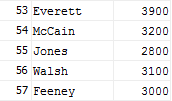 53 Everett 3900
54 McCain 3200
55 Jones 2800
56 Walsh 3100
57 Feeney 3000